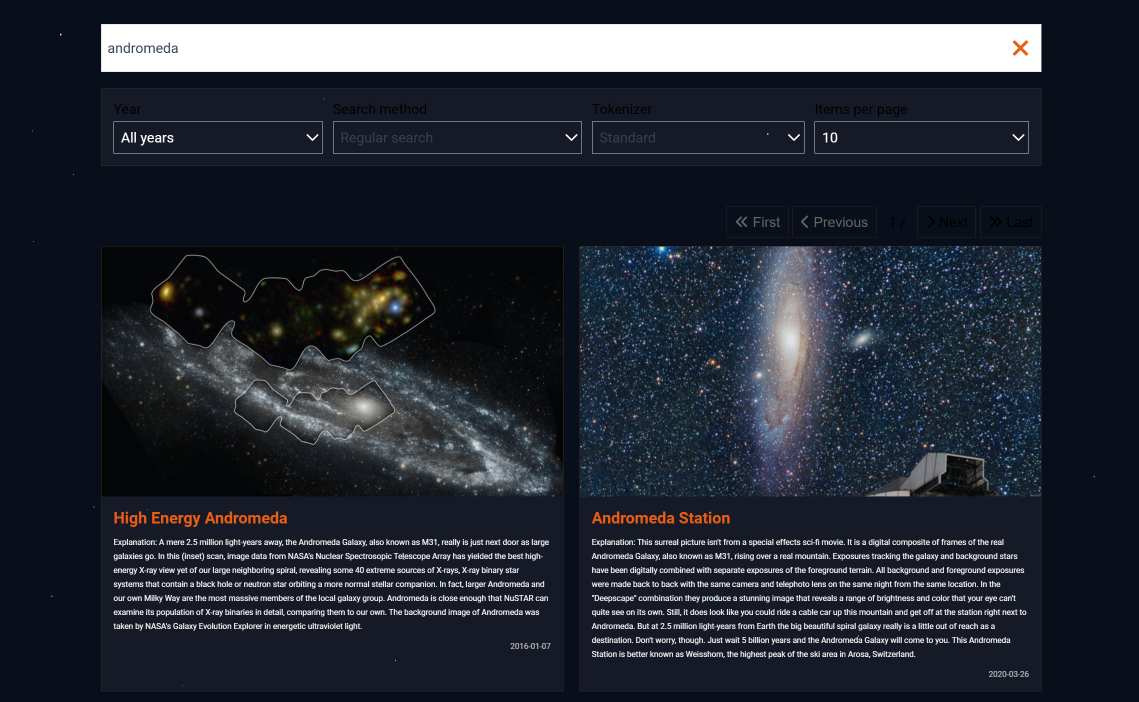 andromeda
Year
Search method
Tokenizer
Items per page
All years
Regular search
Standard
10
First
Previous
1 /
Next
Last
High Energy Andromeda
Explanation: A mere 2.5 million light-years away, the Andromeda Galaxy, also known as M31, really is just next door as large
galaxies go. In this (inset) scan, image data from NASA's Nuclear Spectrosopic Telescope Array has yielded the best high-
energy X-ray view yet of our large neighboring spiral, revealing some 40 extreme sources of X-rays, X-ray binary star
systems that contain a black hole or neutron star orbiting a more normal stellar companion. In fact, larger Andromeda and
our own Milky Way are the most massive members of the local galaxy group. Andromeda is close enough that NuSTAR can
examine its population of X-ray binaries in detail, comparing them to our own. The background image of Andromeda was
taken by NASA's Galaxy Evolution Explorer in energetic ultraviolet light.
2016-01-07
Andromeda Station
Explanation: This surreal picture isn't from a special effects sci-fi movie. It is a digital composite of frames of the real
Andromeda Galaxy, also known as M31, rising over a real mountain. Exposures tracking the galaxy and background stars
have been digitally combined with separate exposures of the foreground terrain. All background and foreground exposures
were made back to back with the same camera and telephoto lens on the same night from the same location. In the
"Deepscape" combination they produce a stunning image that reveals a range of brightness and color that your eye can't
quite see on its own. Still, it does look like you could ride a cable car up this mountain and get off at the station right next to
Andromeda. But at 2.5 million light-years from Earth the big beautiful spiral galaxy really is a little out of reach as a
destination. Don't worry, though. Just wait 5 billion years and the Andromeda Galaxy will come to you. This Andromeda
Station is better known as Weisshorn, the highest peak of the ski area in Arosa, Switzerland.
2020-03-26